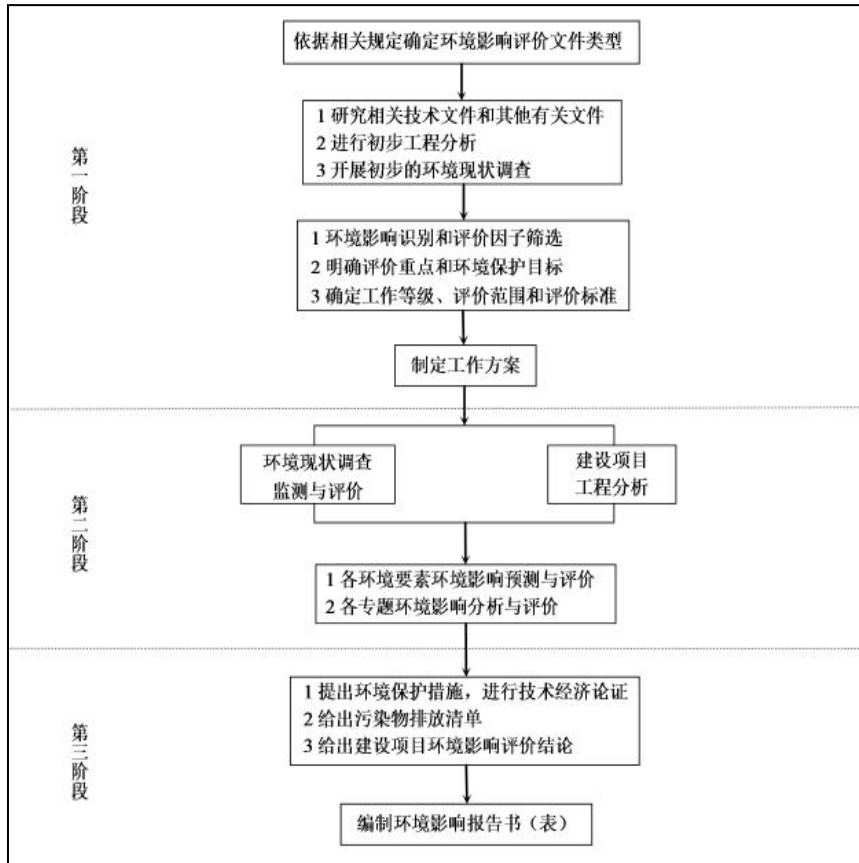 依据相关规定确定环境影响评价文件类型
1 研究相关技术文件和其他有关文件
2 进行初步工程分析
3 开展初步的环境现状调查
第一阶段
1 环境影响识别和评价因子筛选
2 明确评价重点和环境保护目标
3 确定工作等级、评价范围和评价标准
制定工作方案
环境现状调查
监测与评价
建设项目
工程分析
第二阶段
1 各环境要素环境影响预测与评价
2 各专题环境影响分析与评价
1 提出环境保护措施，进行技术经济论证
2 给出污染物排放清单
3 给出建设项目环境影响评价结论
第三阶段
编制环境影响报告书（表）